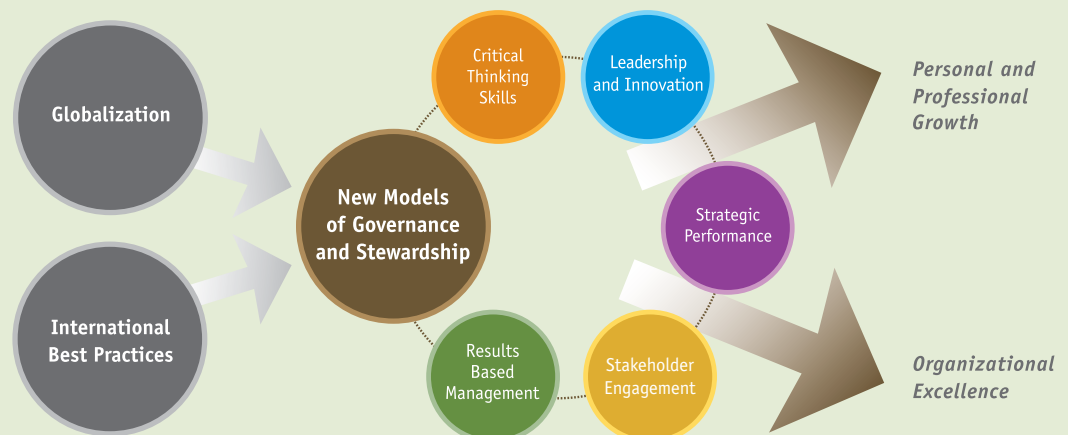 Globalization
International
Best Practices
New Models
of Governance
and Stewardship
Critical
Thinking
Skills
Leadership
and Innovation
Strategic
Performance
Stakeholder
Engagement
Results
Based
Management
Personal and
Professional
Growth
Organizational
Excellence